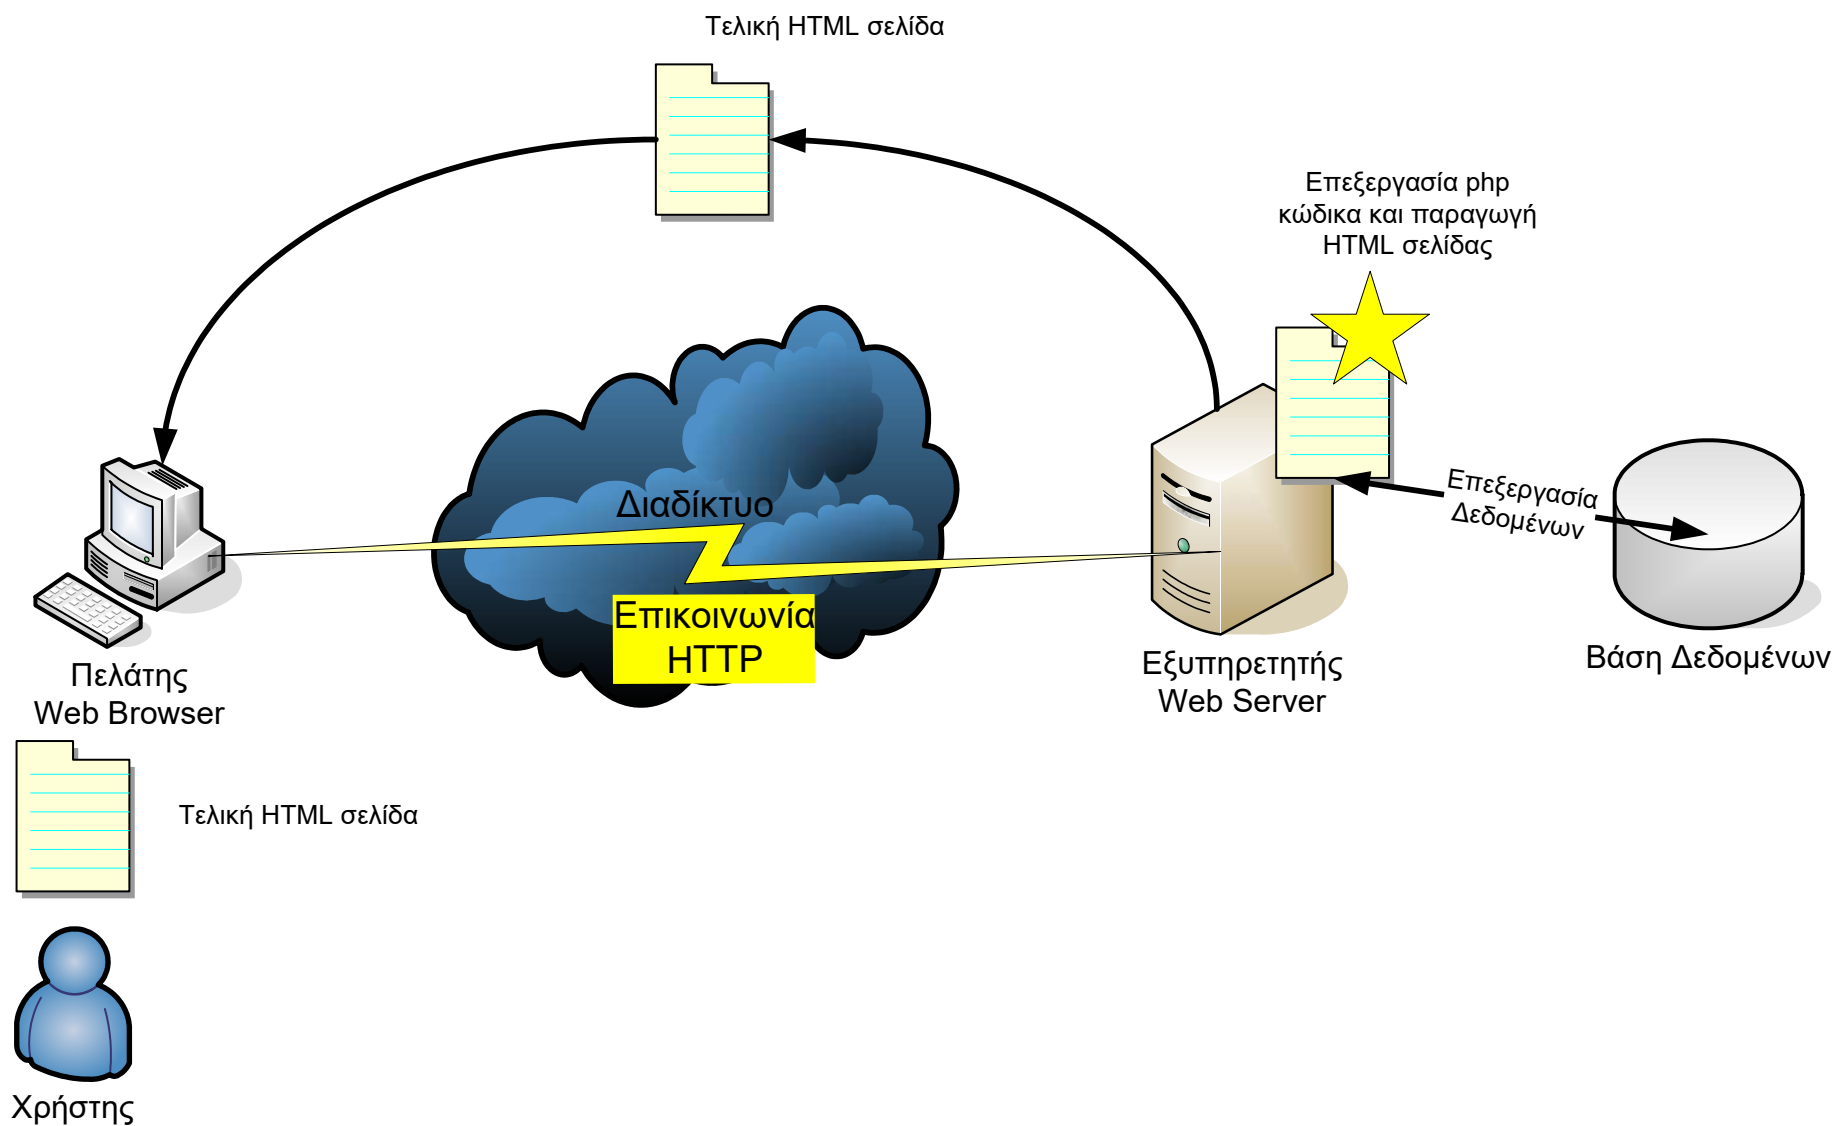 Τελική HTML σελίδα
Επεξεργασία php
κώδικα και παραγωγή
HTML σελίδας
Διαδίκτυο
Επεξεργασία
Δεδομένων
Επικοινωνία
HTTP
Πελάτης
Web Browser
Εξυπηρετητής
Web Server
Βάση Δεδομένων
Τελική HTML σελίδα
Χρήστης